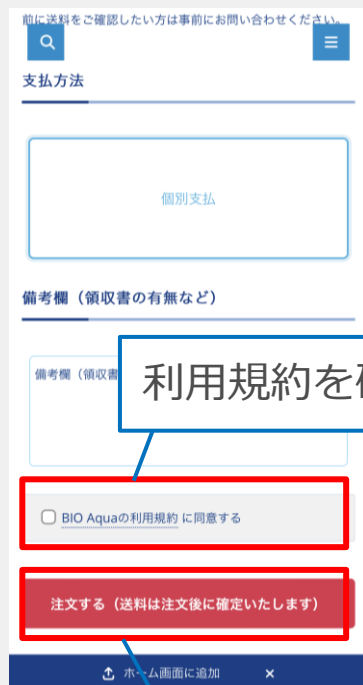 前に送料をご確認したい方は事前にお問い合わせください。
支払方法
個別支払
備考欄（領収書の有無など）
備考欄（領収書
利用規約を
BIO Aquaの利用規約 に同意する
注文する（送料は注文後に確定いたします）
ホーム画面に追加 ×